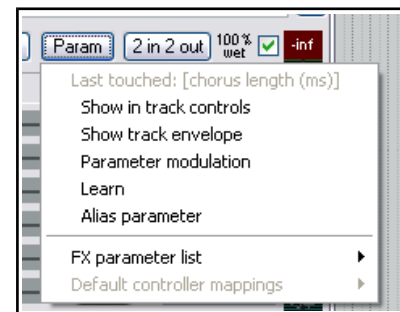 Param 2 in 2 out 100% wet -inf
Last touched: [chorus length (ms)]
Show in track controls
Show track envelope
Parameter modulation
Learn
Alias parameter
FX parameter list
Default controller mappings